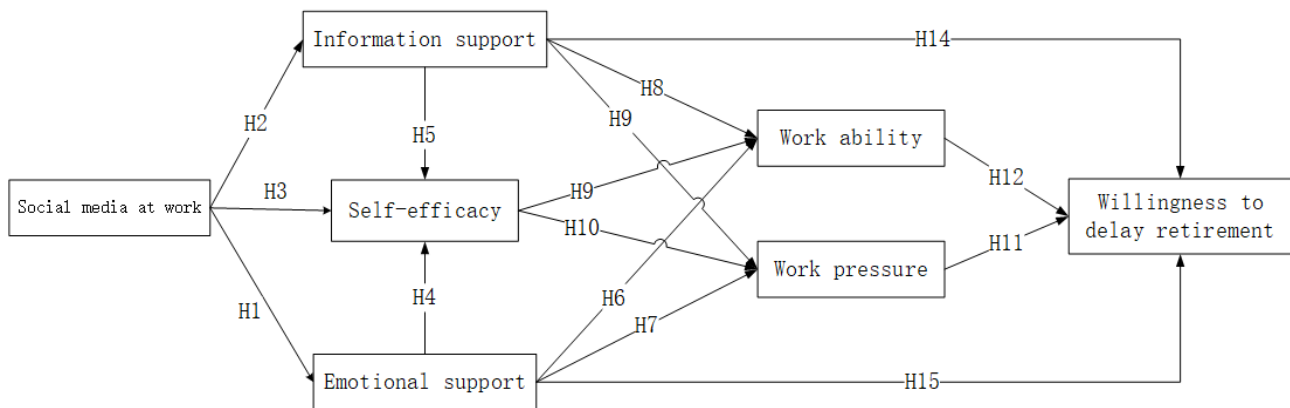 Information support
H14
H8
H9
H2
H5
Work ability
H3
H9
H12
Social media at work
Self-efficacy
Willingness to
delay retirement
H10
H11
Work pressure
H4
H6
H1
H7
Emotional support
H15